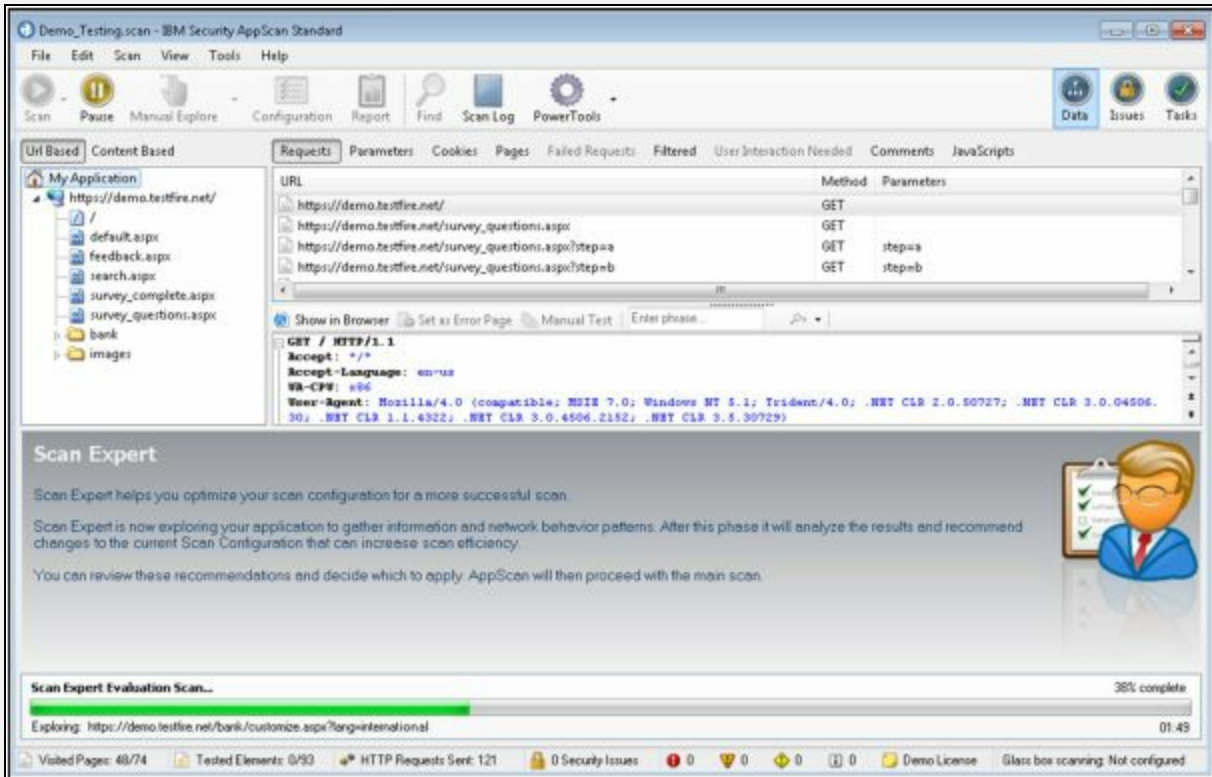 Demo_Testing.scan - IBM Security AppScan Standard
File Edit Scan View Tools Help
Scan Pause Manual Explore Configuration Report Find Scan Log PowerTools Data Issues Tasks
Url Based Content Based
Requests Parameters Cookies Pages Failed Requests Filtered User Interaction Needed Comments JavaScripts
My Application
https://demo.testfire.net/
/
default.aspx
feedback.aspx
search.aspx
survey_complete.aspx
survey_questions.aspx
bank
images
URL Method Parameters
https://demo.testfire.net/ GET
https://demo.testfire.net/survey_questions.aspx GET
https://demo.testfire.net/survey_questions.aspx?step=a GET step=a
https://demo.testfire.net/survey_questions.aspx?step=b GET step=b
Show in Browser Set as Error Page Manual Test Enter phrase...
GET / HTTP/1.1
Accept: */*
Accept-Language: en-us
UA-CPU: x86
User-Agent: Mozilla/4.0 (compatible; MSIE 7.0; Windows NT 5.1; Trident/4.0; .NET CLR 2.0.50727; .NET CLR 3.0.04506.
30; .NET CLR 1.1.4322; .NET CLR 3.0.4506.2152; .NET CLR 3.5.30729)
Scan Expert
Scan Expert helps you optimize your scan configuration for a more successful scan.
Scan Expert is now exploring your application to gather information and network behavior patterns. After this phase it will analyze the results and recommend
changes to the current Scan Configuration that can increase scan efficiency.
You can review these recommendations and decide which to apply. AppScan will then proceed with the main scan.
Scan Expert Evaluation Scan... 38% complete
Exploring: https://demo.testfire.net/bank/customize.aspx?lang=international 01:49
Visited Pages: 48/74 Tested Elements: 0/93 HTTP Requests Sent: 121 0 Security Issues 0 0 0 0 Demo License Glass box scanning: Not configured